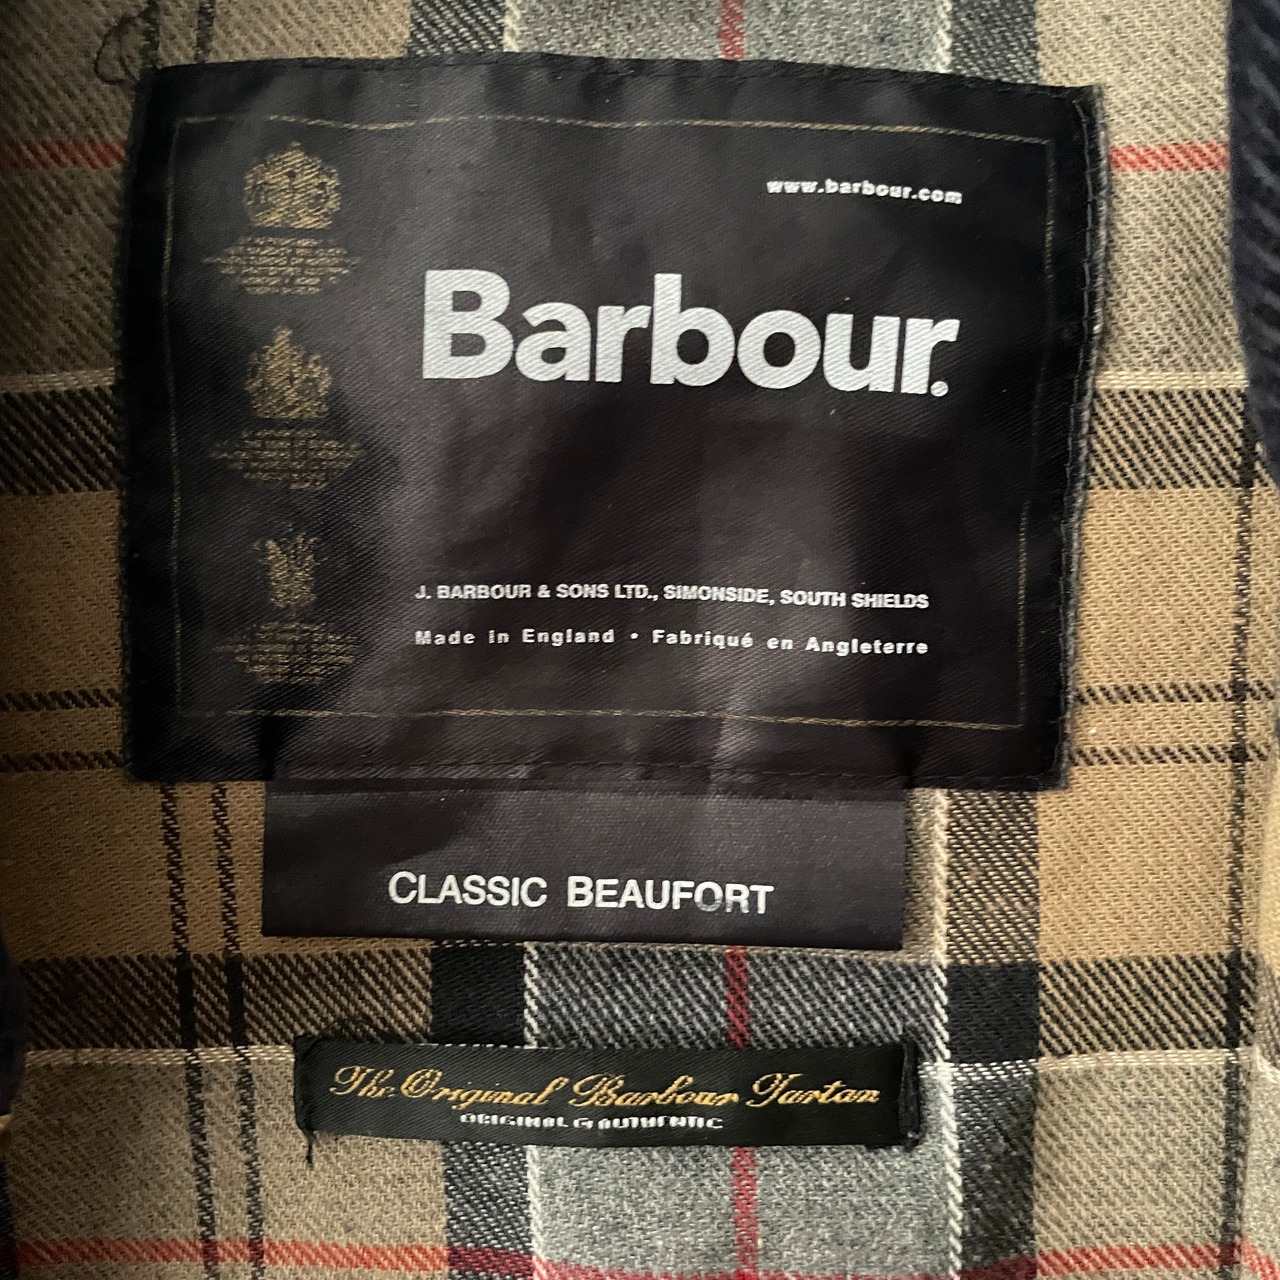 www.barbour.com
Barbour.
J. BARBOUR & SONS LTD., SIMONSIDE, SOUTH SHIELDS
Made in England • Fabriqué en Angleterre
CLASSIC BEAUFORT
The Original Barbour Tartan
ORIGINAL & AUTHENTIC